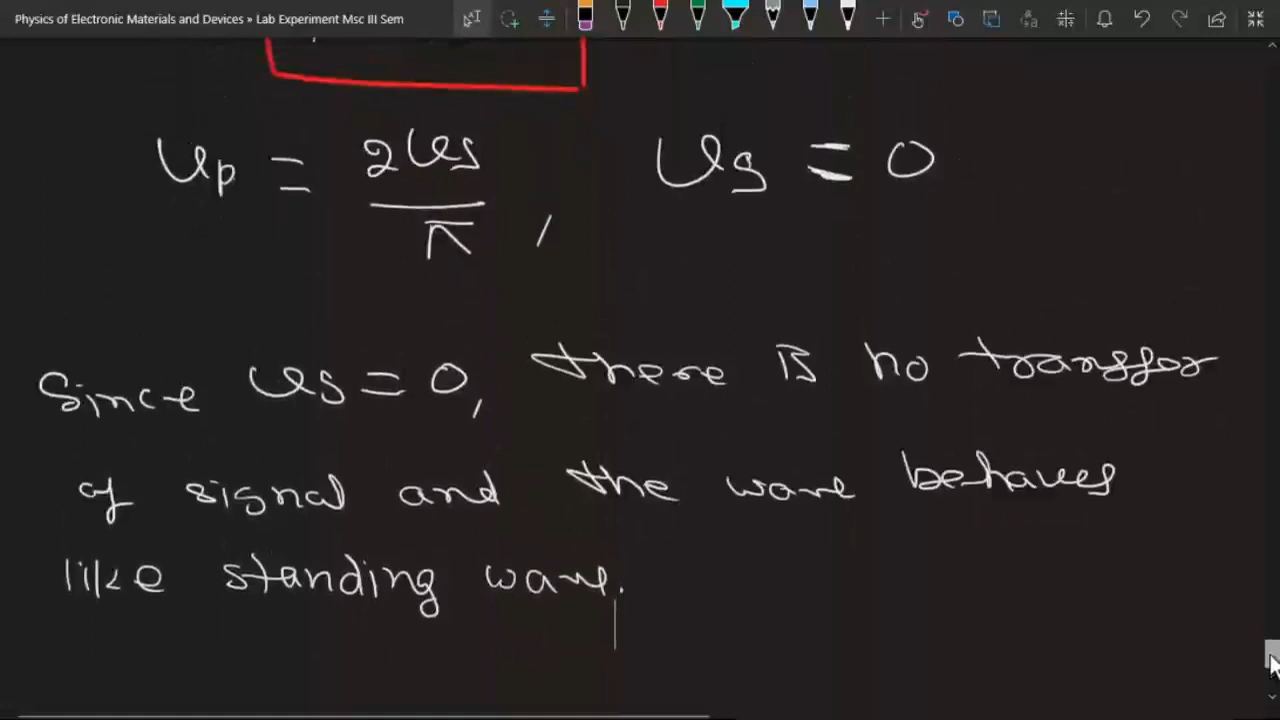 Physics of Electronic Materials and Devices » Lab Experiment Msc III Sem
Up = 2Us/π, Ug = 0
Since Us = 0, there is no transfer
of signal and the wave behaves
like standing wave.